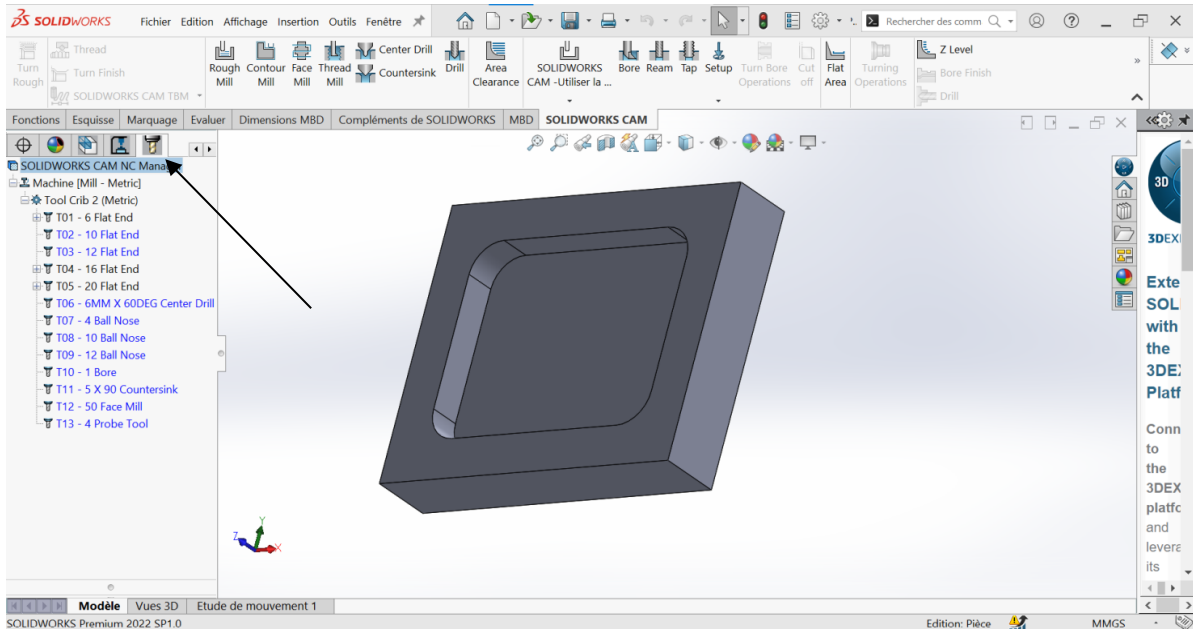 SOLIDWORKS Fichier Edition Affichage Insertion Outils Fenêtre Rechercher des comm
Turn Rough
Thread
Turn Finish
SOLIDWORKS CAM TBM
Rough Mill
Contour Mill
Face Mill
Thread Mill
Center Drill
Countersink
Drill
Area Clearance
SOLIDWORKS CAM -Utiliser la ...
Bore Ream Tap Setup
Turn Bore Operations
Cut off
Flat Area
Turning Operations
Z Level
Bore Finish
Drill
Fonctions Esquisse Marquage Evaluer Dimensions MBD Compléments de SOLIDWORKS MBD SOLIDWORKS CAM
SOLIDWORKS CAM NC Mana
Machine [Mill - Metric]
Tool Crib 2 (Metric)
T01 - 6 Flat End
T02 - 10 Flat End
T03 - 12 Flat End
T04 - 16 Flat End
T05 - 20 Flat End
T06 - 6MM X 60DEG Center Drill
T07 - 4 Ball Nose
T08 - 10 Ball Nose
T09 - 12 Ball Nose
T10 - 1 Bore
T11 - 5 X 90 Countersink
T12 - 50 Face Mill
T13 - 4 Probe Tool
Y
Z
X
3D
3DEX
Exte
SOL
with
the
3DEX
Platf
Conn
to
the
3DEX
platfo
and
levera
its
Modèle Vues 3D Etude de mouvement 1
SOLIDWORKS Premium 2022 SP1.0 Edition: Pièce MMGS